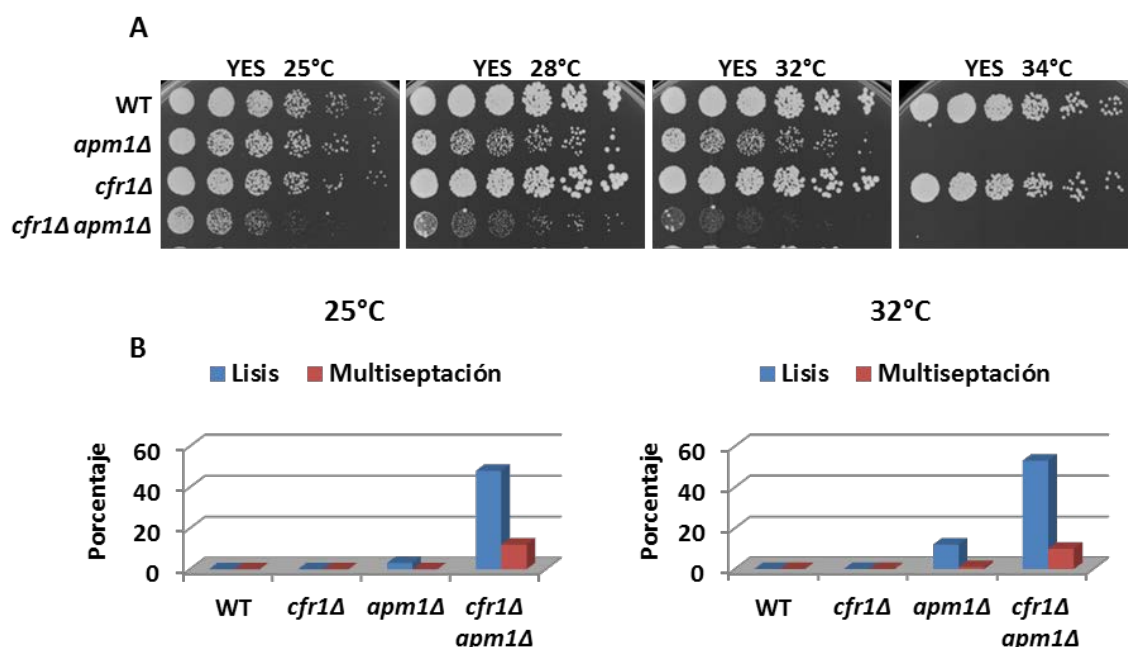 A
YES 25°C
YES 28°C
YES 32°C
YES 34°C
WT
apm1Δ
cfr1Δ
cfr1Δ apm1Δ
B
25°C
Lisis
Multiseptación
Porcentaje
60
40
20
0
WT
cfr1Δ
apm1Δ
cfr1Δ
apm1Δ
32°C
Lisis
Multiseptación
Porcentaje
60
40
20
0
WT
cfr1Δ
apm1Δ
cfr1Δ
apm1Δ